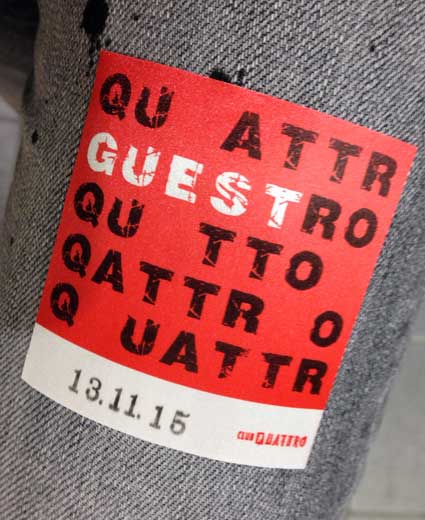 QU ATTR
GUESTRO
QU TTO
QATTR O
Q UATTR
13.11.15
CLUB QUATTRO